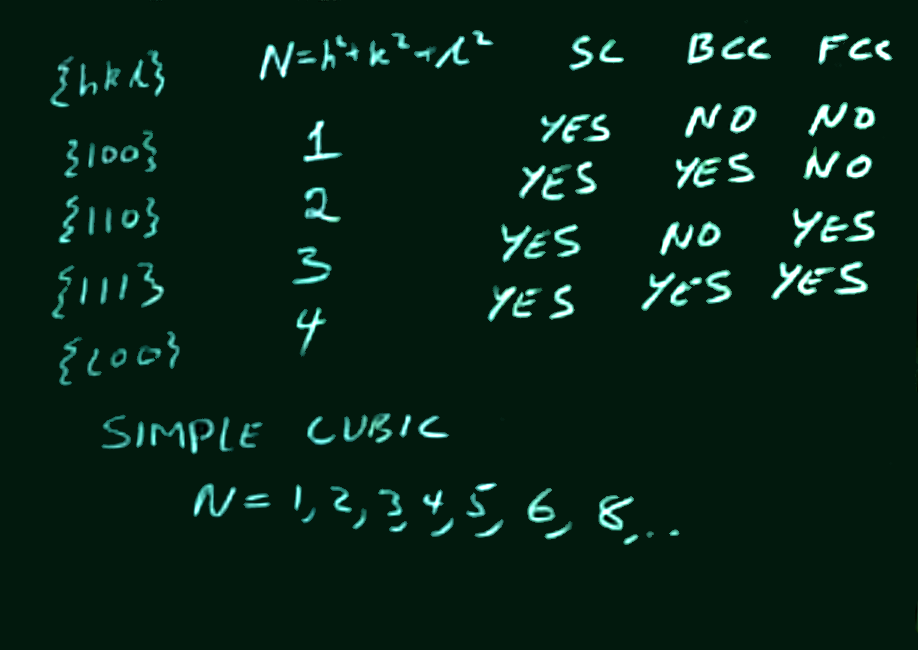 {hkl} N=h²+k²+l² SC BCC FCC
{100} 1 YES NO NO
{110} 2 YES YES NO
{111} 3 YES NO YES
{200} 4 YES YES YES
SIMPLE CUBIC
N = 1, 2, 3, 4, 5, 6, 8, ..